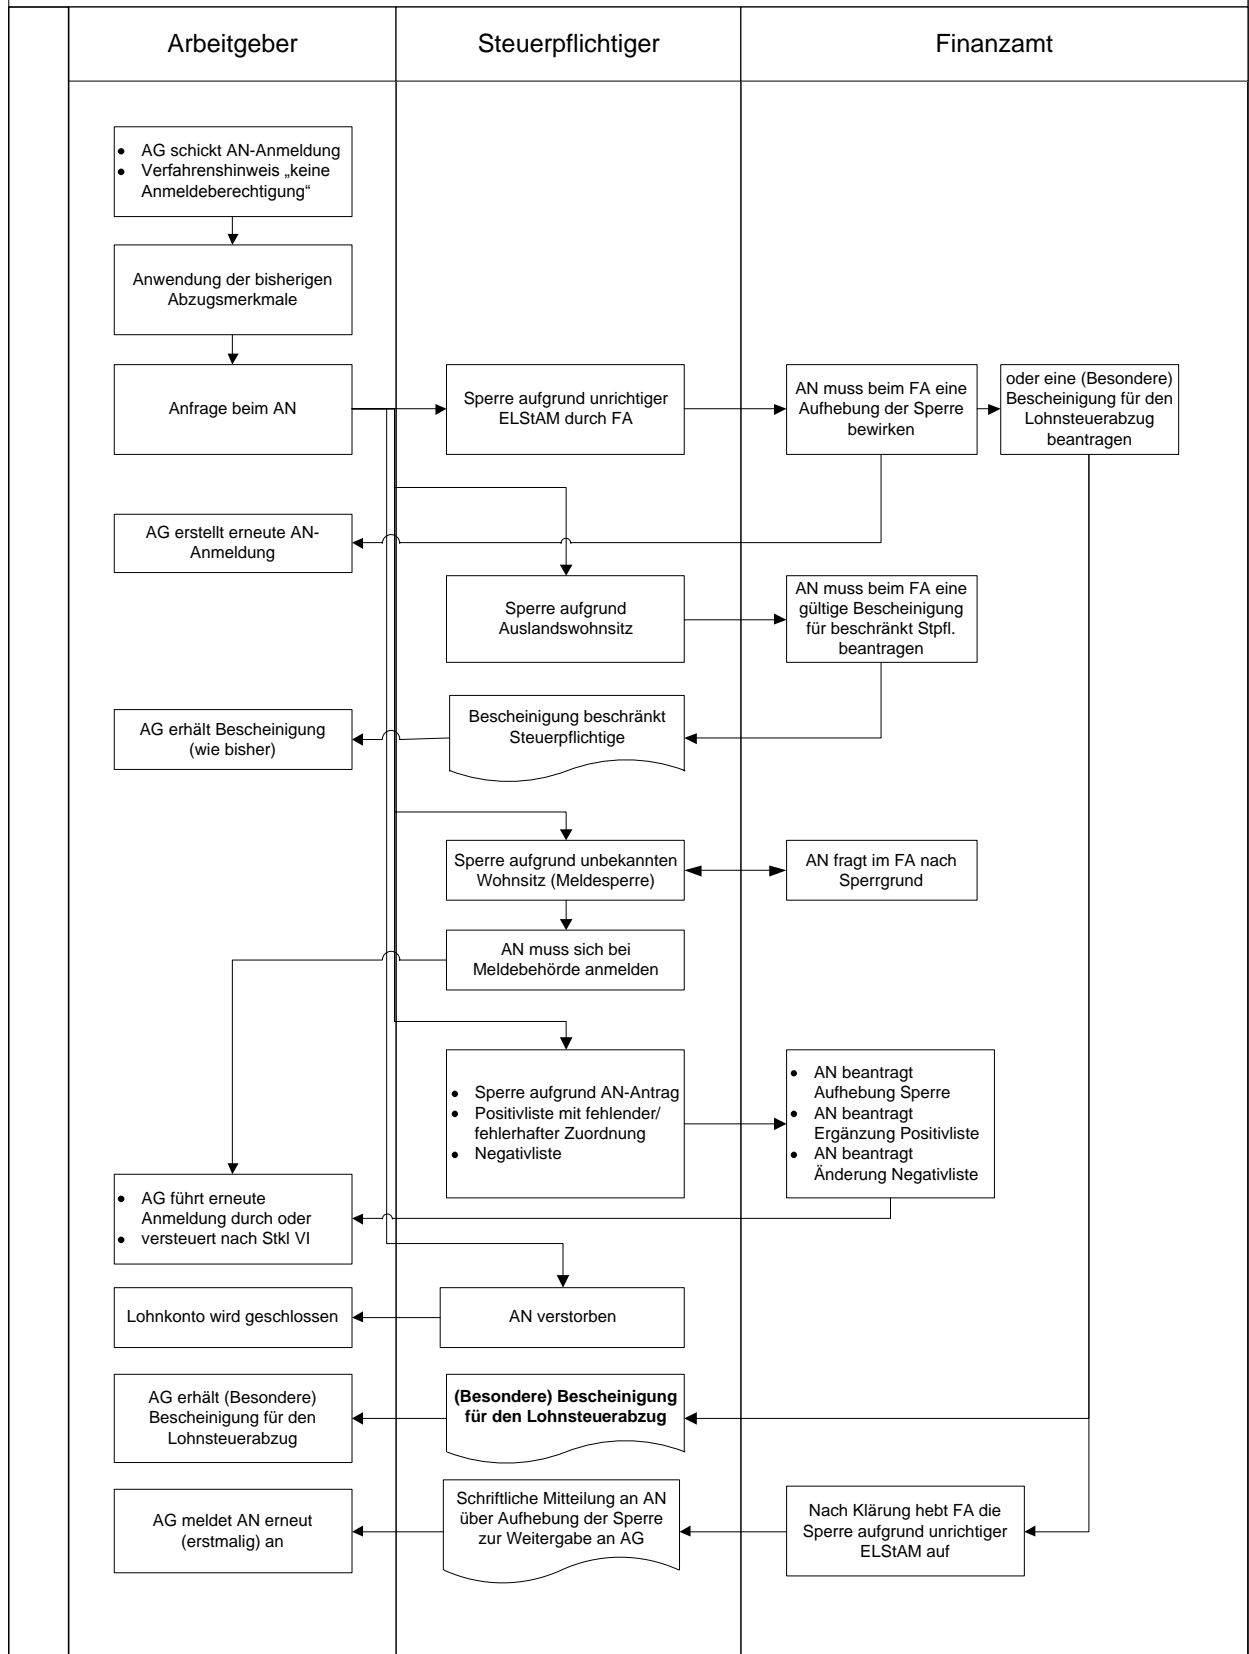 Arbeitgeber
Steuerpflichtiger
Finanzamt
• AG schickt AN-Anmeldung
• Verfahrenshinweis „keine
Anmeldeberechtigung“
Anwendung der bisherigen
Abzugsmerkmale
Anfrage beim AN
Sperre aufgrund unrichtiger
ELStAM durch FA
AN muss beim FA eine
Aufhebung der Sperre
bewirken
oder eine (Besondere)
Bescheinigung für den
Lohnsteuerabzug
beantragen
AG erstellt erneute AN-
Anmeldung
Sperre aufgrund
Auslandswohnsitz
AN muss beim FA eine
gültige Bescheinigung
für beschränkt Stpfl.
beantragen
AG erhält Bescheinigung
(wie bisher)
Bescheinigung beschränkt
Steuerpflichtige
Sperre aufgrund unbekannten
Wohnsitz (Meldesperre)
AN fragt im FA nach
Sperrgrund
AN muss sich bei
Meldebehörde anmelden
• Sperre aufgrund AN-Antrag
• Positivliste mit fehlender/
fehlerhafter Zuordnung
• Negativliste
• AN beantragt
Aufhebung Sperre
• AN beantragt
Ergänzung Positivliste
• AN beantragt
Änderung Negativliste
• AG führt erneute
Anmeldung durch oder
• versteuert nach Stkl VI
Lohnkonto wird geschlossen
AN verstorben
AG erhält (Besondere)
Bescheinigung für den
Lohnsteuerabzug
(Besondere) Bescheinigung
für den Lohnsteuerabzug
AG meldet AN erneut
(erstmalig) an
Schriftliche Mitteilung an AN
über Aufhebung der Sperre
zur Weitergabe an AG
Nach Klärung hebt FA die
Sperre aufgrund unrichtiger
ELStAM auf